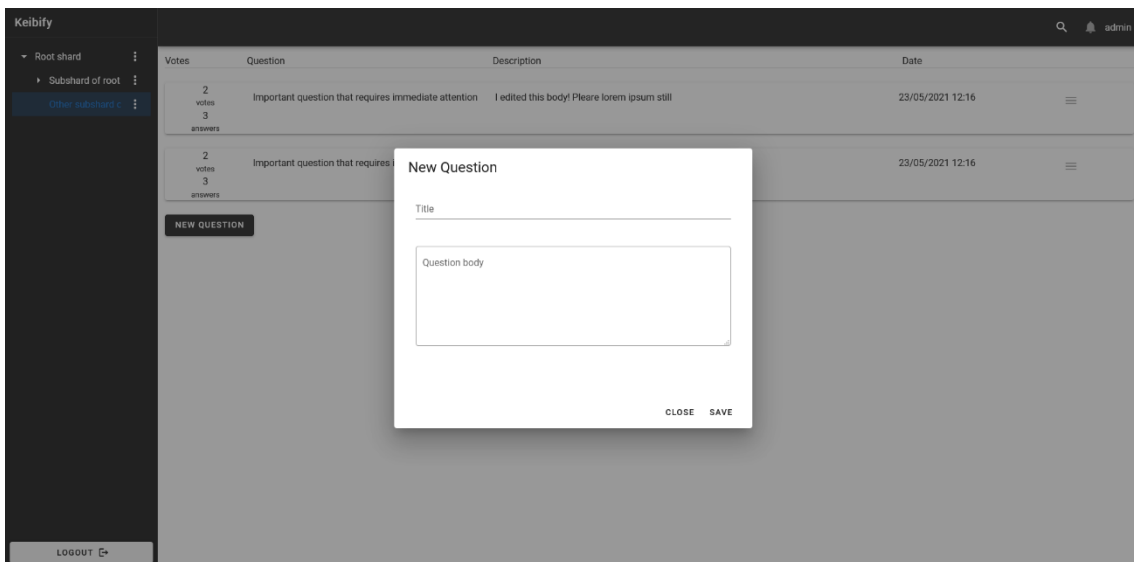 Keibify
admin
Root shard
Subshard of root
Other subshard
Votes Question Description Date
2
votes
3
answers
Important question that requires immediate attention I edited this body! Pleare lorem ipsum still 23/05/2021 12:16
2
votes
3
answers
Important question that requires 23/05/2021 12:16
NEW QUESTION
New Question
Title
Question body
CLOSE SAVE
LOGOUT